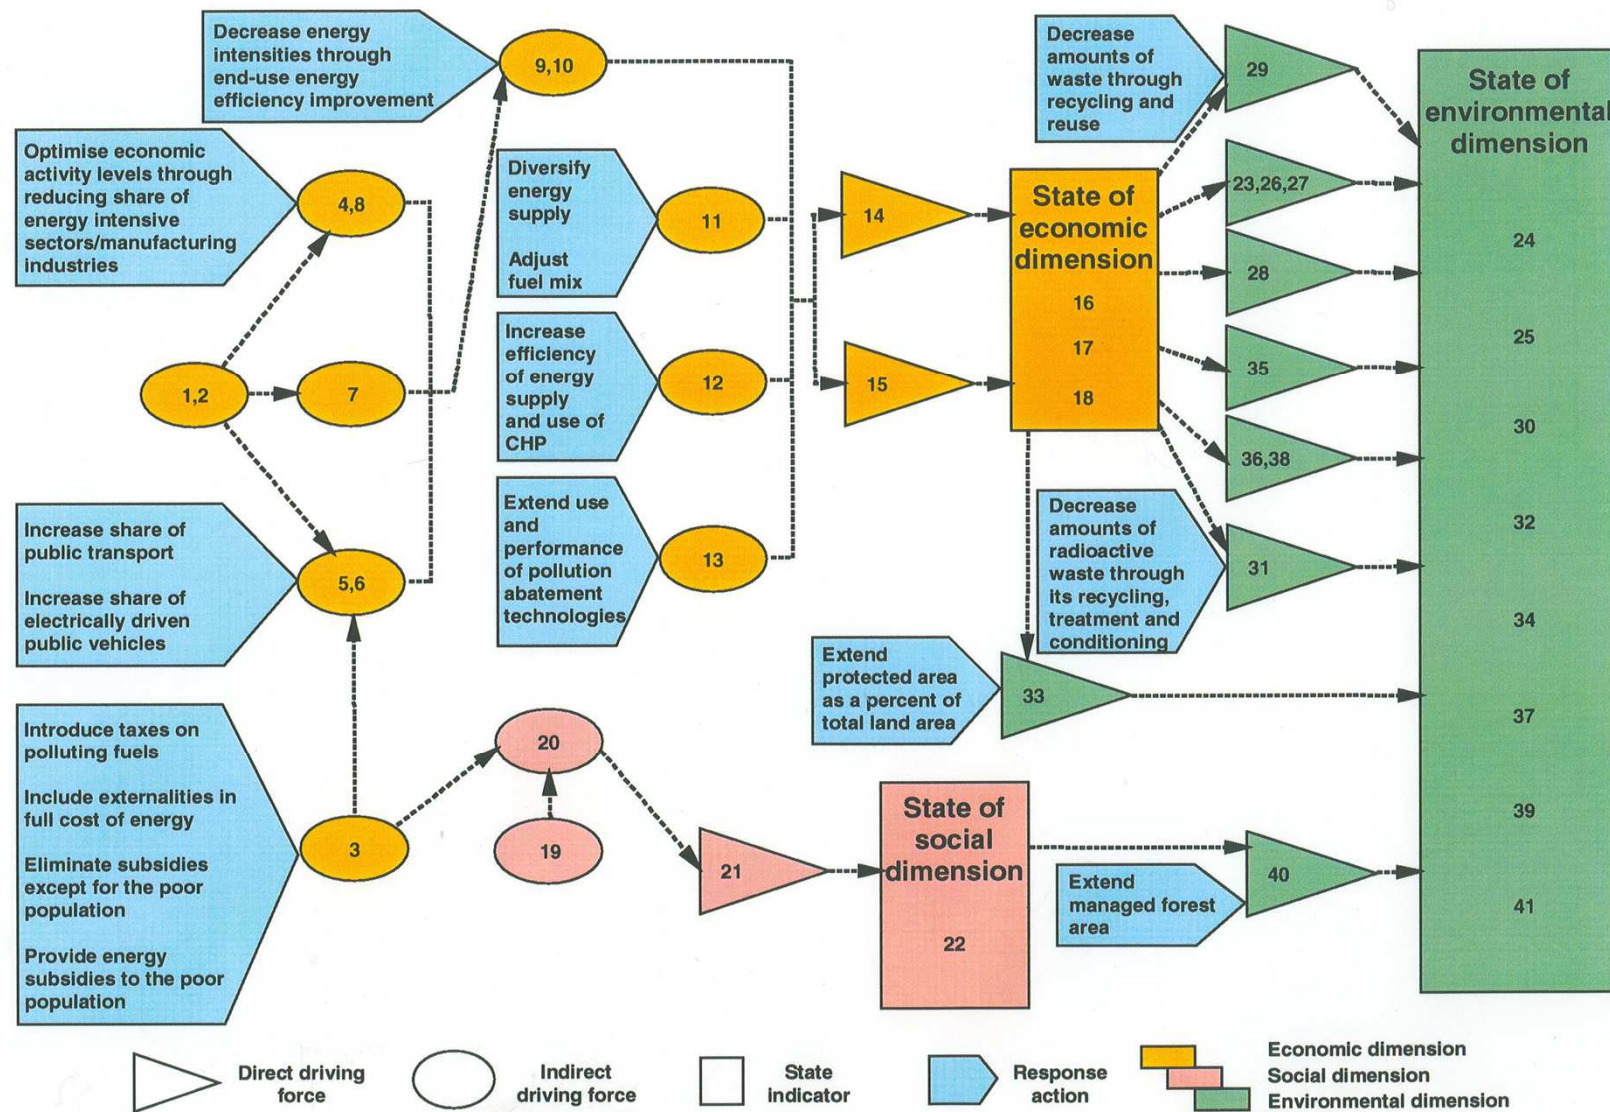 Decrease energy
intensities through
end-use energy
efficiency improvement
9,10
Optimise economic
activity levels through
reducing share of
energy intensive
sectors/manufacturing
industries
4,8
1,2
7
Increase share of
public transport
Increase share of
electrically driven
public vehicles
5,6
Introduce taxes on
polluting fuels
Include externalities in
full cost of energy
Eliminate subsidies
except for the poor
population
Provide energy
subsidies to the poor
population
3
Diversify
energy
supply
Adjust
fuel mix
11
Increase
efficiency
of energy
supply
and use of
CHP
12
Extend use
and
performance
of pollution
abatement
technologies
13
20
19
21
14
15
State of
economic
dimension
16
17
18
State of
social
dimension
22
Decrease
amounts of
waste through
recycling and
reuse
29
23,26,27
28
35
36,38
Decrease
amounts of
radioactive
waste through
its recycling,
treatment and
conditioning
31
Extend
protected area
as a percent of
total land area
33
Extend
managed forest
area
40
State of
environmental
dimension
24
25
30
32
34
37
39
41
Direct driving
force
Indirect
driving force
State
indicator
Response
action
Economic dimension
Social dimension
Environmental dimension